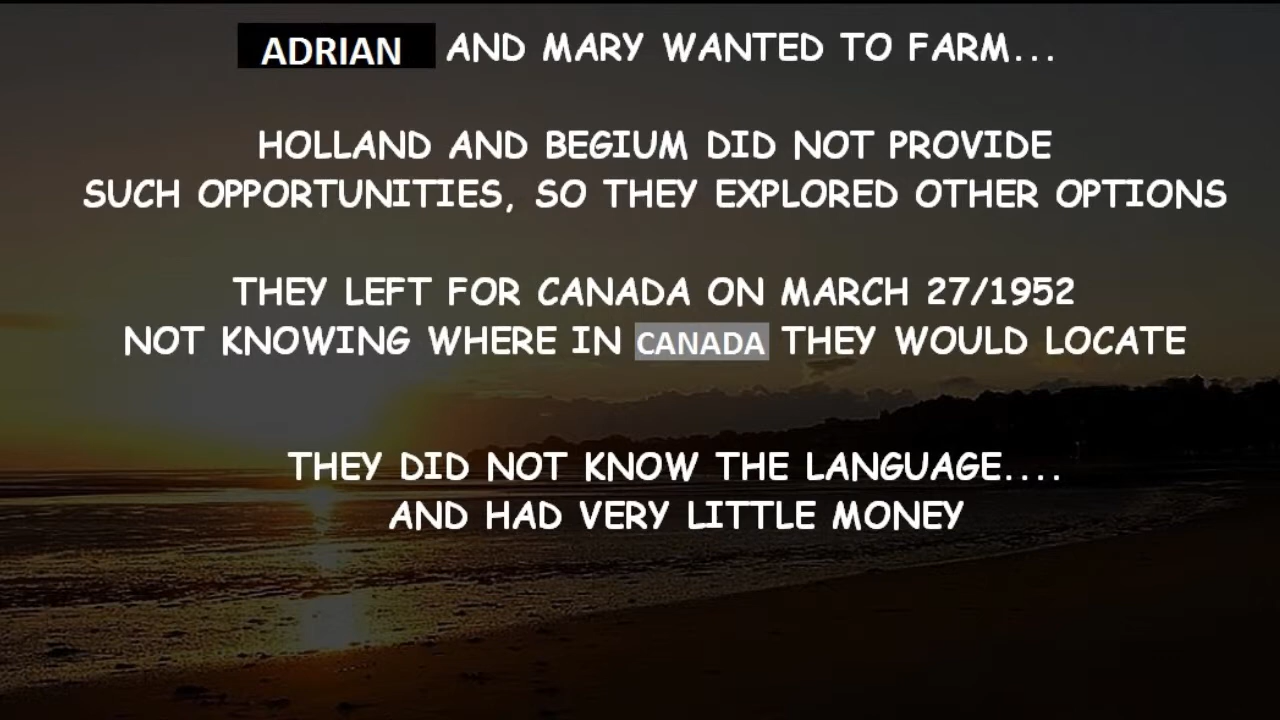 ADRIAN AND MARY WANTED TO FARM...
HOLLAND AND BEGIUM DID NOT PROVIDE
SUCH OPPORTUNITIES, SO THEY EXPLORED OTHER OPTIONS
THEY LEFT FOR CANADA ON MARCH 27/1952
NOT KNOWING WHERE IN CANADA THEY WOULD LOCATE
THEY DID NOT KNOW THE LANGUAGE....
AND HAD VERY LITTLE MONEY